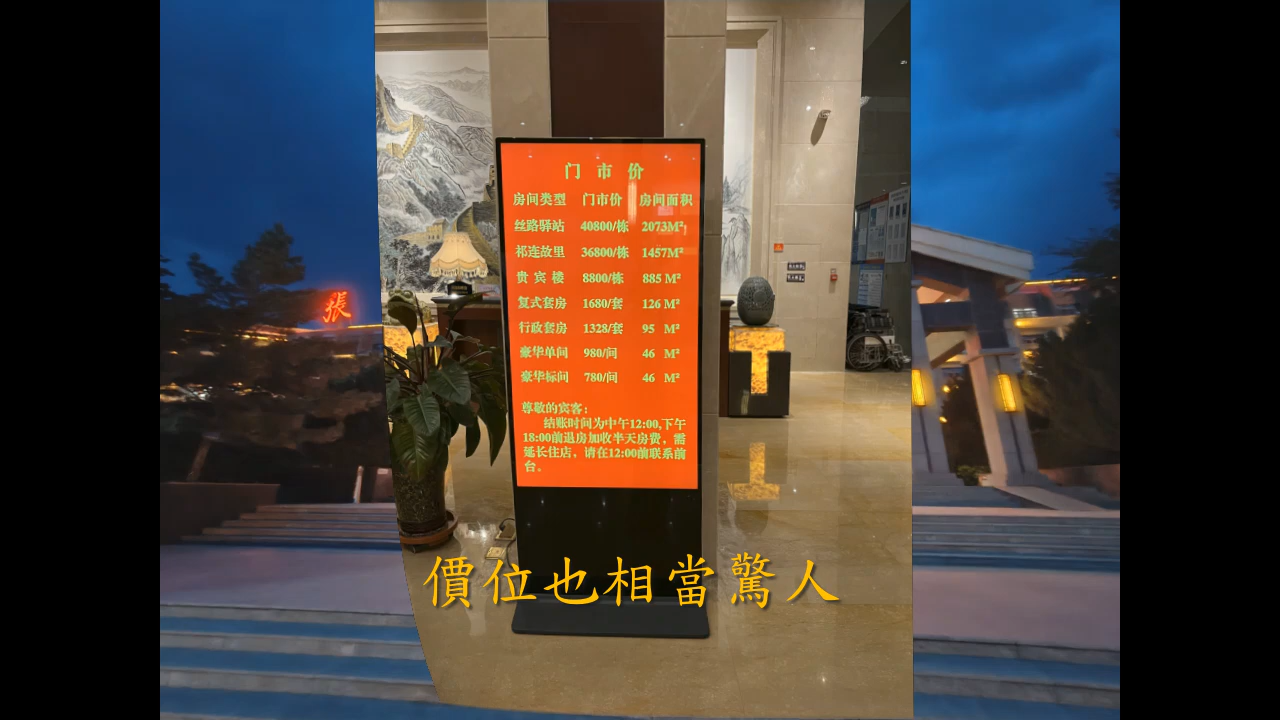 張
门 市 价
房间类型 门市价 房间面积
丝路驿站 40800/栋 2073M²
祁连故里 36800/栋 1457M²
贵 宾 楼 8800/栋 885 M²
复式套房 1680/套 126 M²
行政套房 1328/套 95 M²
豪华单间 980/间 46 M²
豪华标间 780/间 46 M²
尊敬的宾客：
结账时间为中午12:00,下午
18:00前退房加收半天房费，需
延长住店，请在12:00前联系前
台。
價位也相當驚人